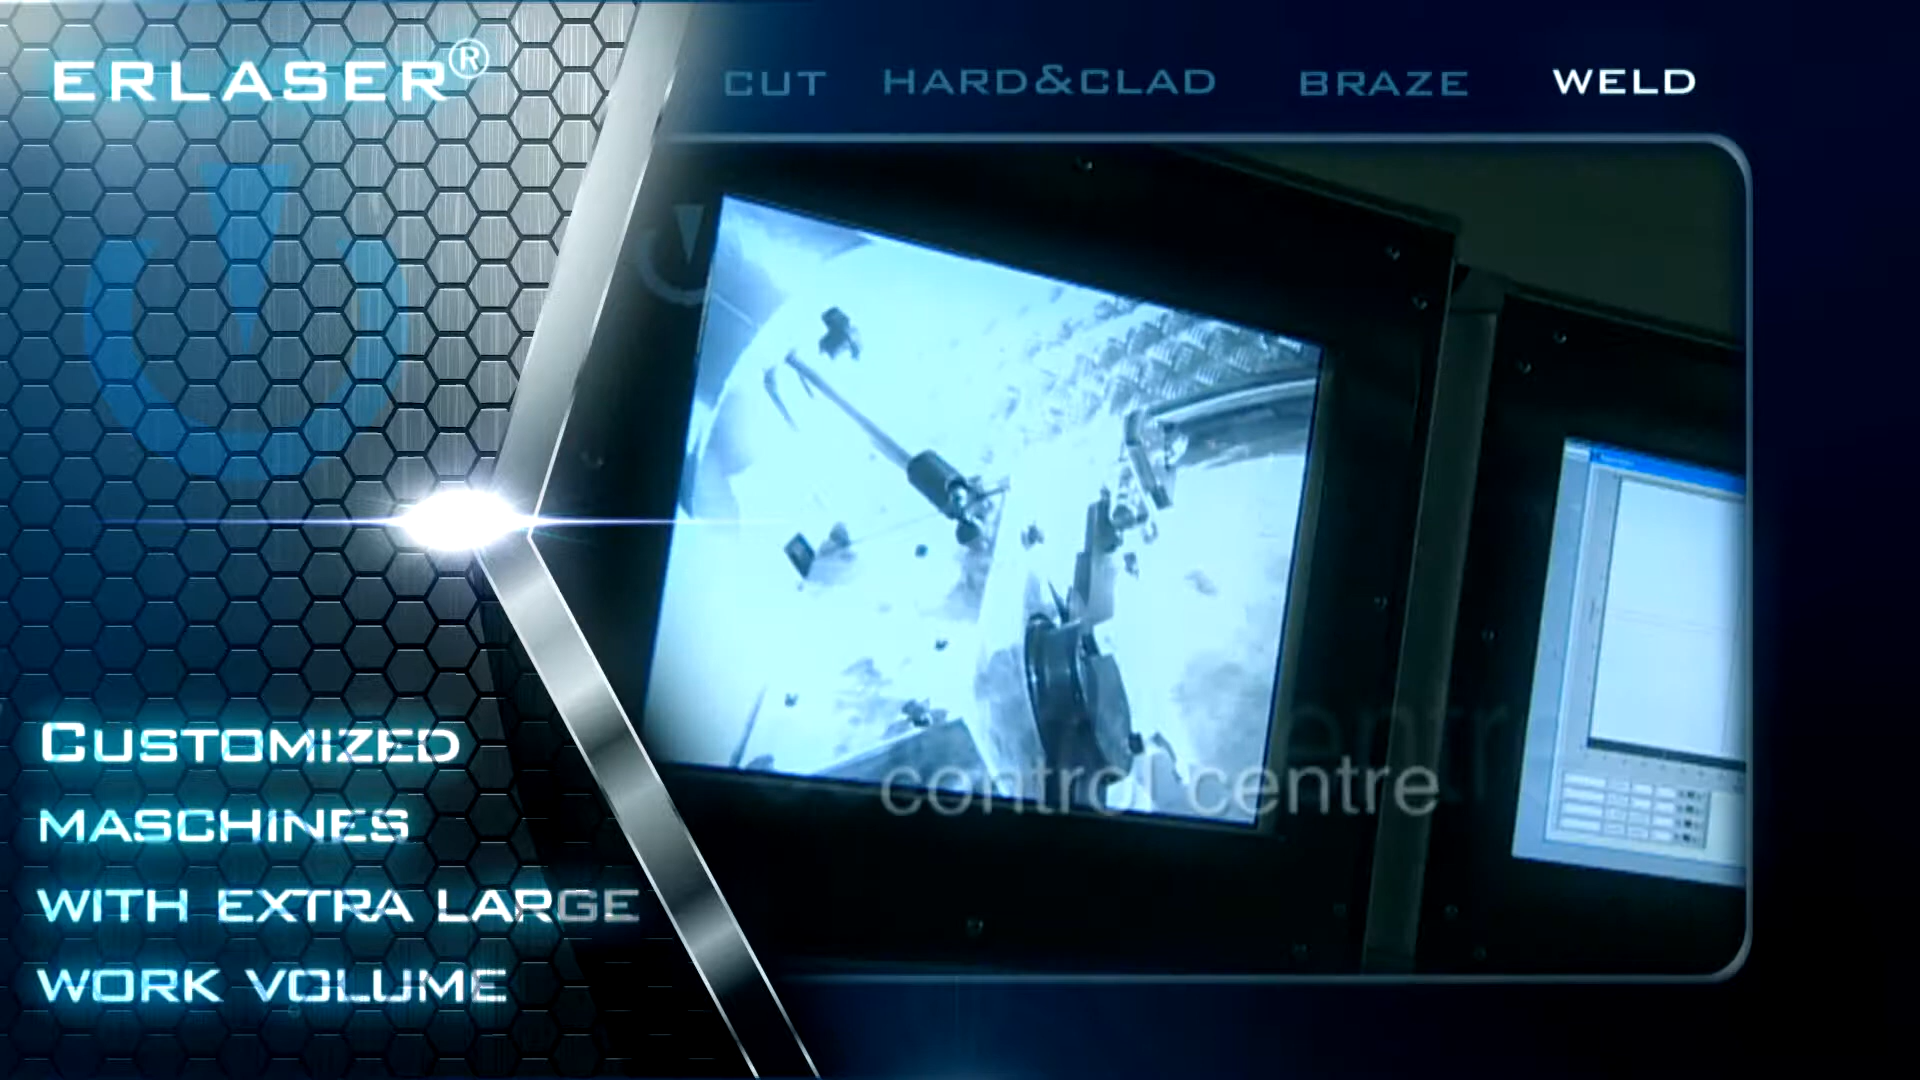 ERLASER®
CUT HARD&CLAD BRAZE WELD
control centre
CUSTOMIZED
MASCHINES
WITH EXTRA LARGE
WORK VOLUME